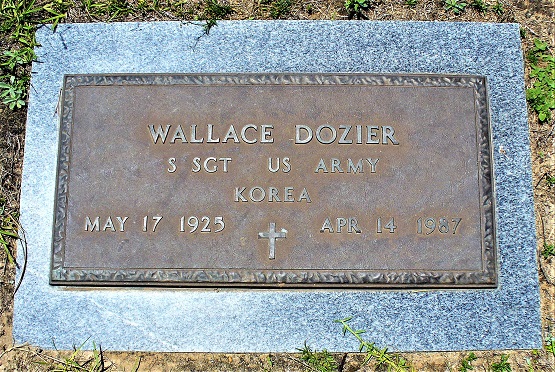 WALLACE DOZIER
S SGT US ARMY
KOREA
MAY 17 1925 APR 14 1987